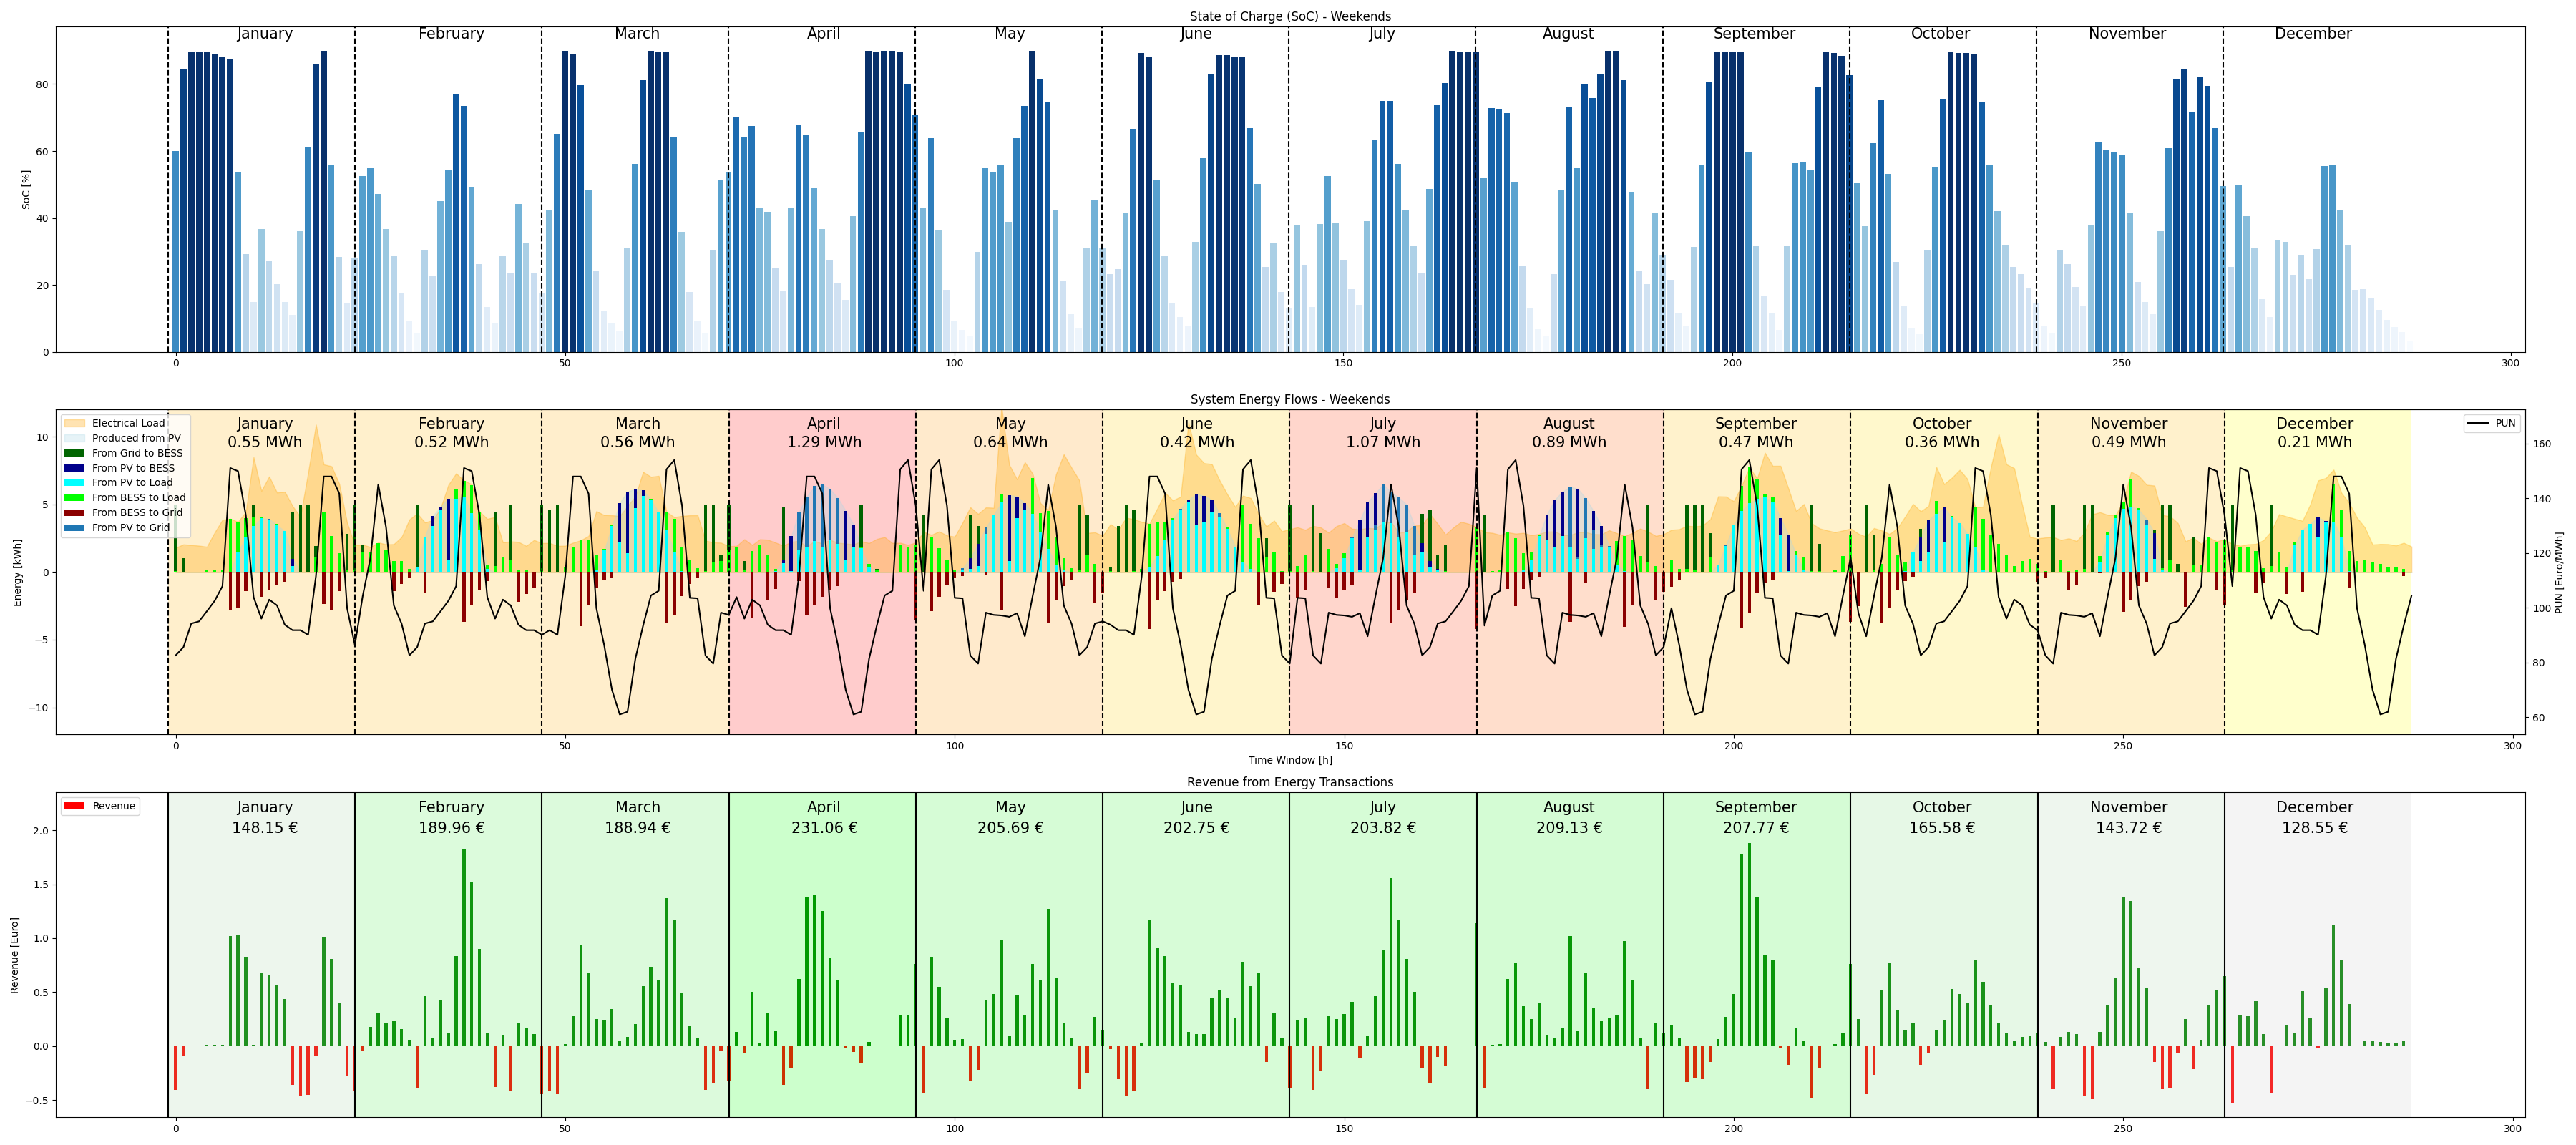 State of Charge (SoC) - Weekends
January February March April May June July August September October November December
SoC [%]
80
60
40
20
0
0 50 100 150 200 250 300
System Energy Flows - Weekends
Electrical Load
Produced from PV
From Grid to BESS
From PV to BESS
From PV to Load
From BESS to Load
From BESS to Grid
From PV to Grid
January February March April May June July August September October November December
0.55 MWh 0.52 MWh 0.56 MWh 1.29 MWh 0.64 MWh 0.42 MWh 1.07 MWh 0.89 MWh 0.47 MWh 0.36 MWh 0.49 MWh 0.21 MWh
PUN
Energy [kWh]
10
5
0
−5
−10
PUN [Euro/MWh]
160
140
120
100
80
60
0 50 100 150 200 250 300
Time Window [h]
Revenue from Energy Transactions
Revenue
January February March April May June July August September October November December
148.15 € 189.96 € 188.94 € 231.06 € 205.69 € 202.75 € 203.82 € 209.13 € 207.77 € 165.58 € 143.72 € 128.55 €
Revenue [Euro]
2.0
1.5
1.0
0.5
0.0
−0.5
0 50 100 150 200 250 300